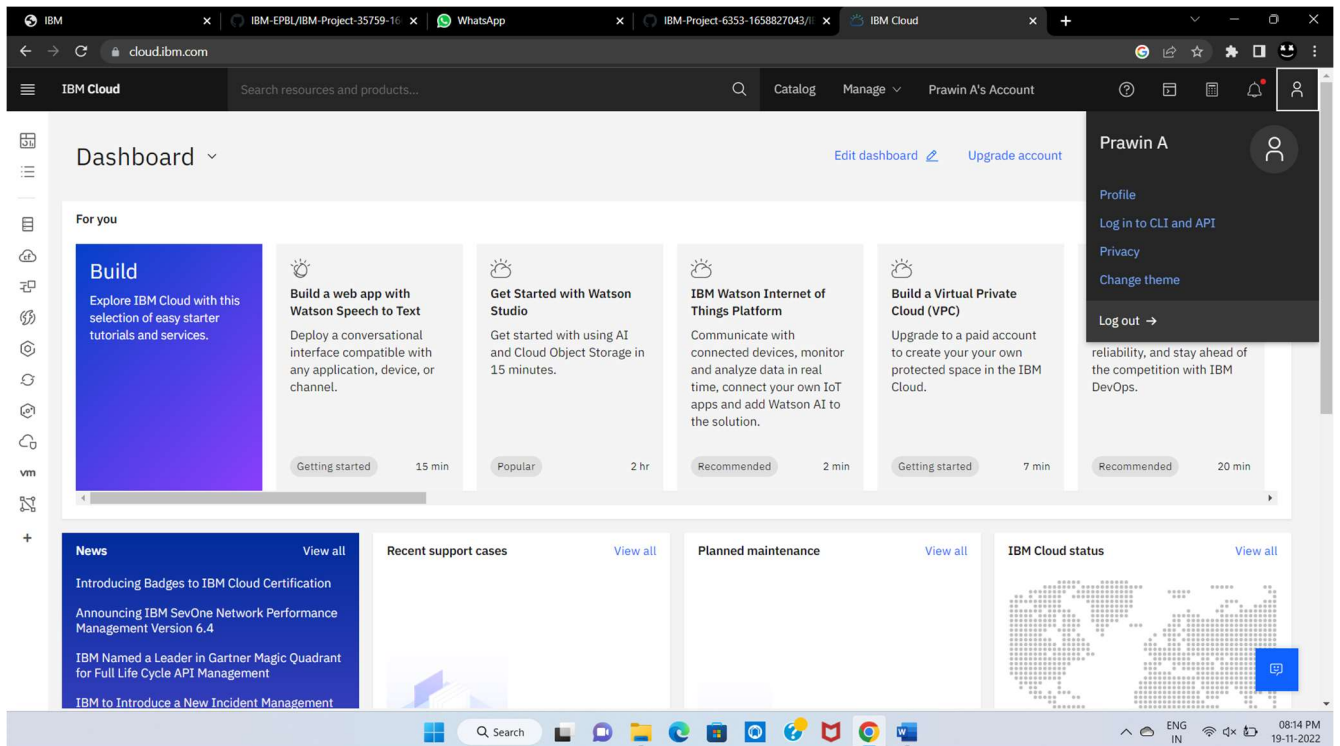 IBM
IBM-EPBL/IBM-Project-35759-16
WhatsApp
IBM-Project-6353-1658827043/I
IBM Cloud
cloud.ibm.com
IBM Cloud
Search resources and products...
Catalog
Manage
Prawin A's Account
Dashboard
Edit dashboard
Upgrade account
Prawin A
Profile
Log in to CLI and API
Privacy
Change theme
Log out →
For you
Build
Explore IBM Cloud with this
selection of easy starter
tutorials and services.
Build a web app with
Watson Speech to Text
Deploy a conversational
interface compatible with
any application, device, or
channel.
Getting started 15 min
Get Started with Watson
Studio
Get started with using AI
and Cloud Object Storage in
15 minutes.
Popular 2 hr
IBM Watson Internet of
Things Platform
Communicate with
connected devices, monitor
and analyze data in real
time, connect your own IoT
apps and add Watson AI to
the solution.
Recommended 2 min
Build a Virtual Private
Cloud (VPC)
Upgrade to a paid account
to create your your own
protected space in the IBM
Cloud.
Getting started 7 min
reliability, and stay ahead of
the competition with IBM
DevOps.
Recommended 20 min
vm
News View all
Introducing Badges to IBM Cloud Certification
Announcing IBM SevOne Network Performance
Management Version 6.4
IBM Named a Leader in Gartner Magic Quadrant
for Full Life Cycle API Management
IBM to Introduce a New Incident Management
Recent support cases View all
Planned maintenance View all
IBM Cloud status View all
Search
ENG
IN
08:14 PM
19-11-2022